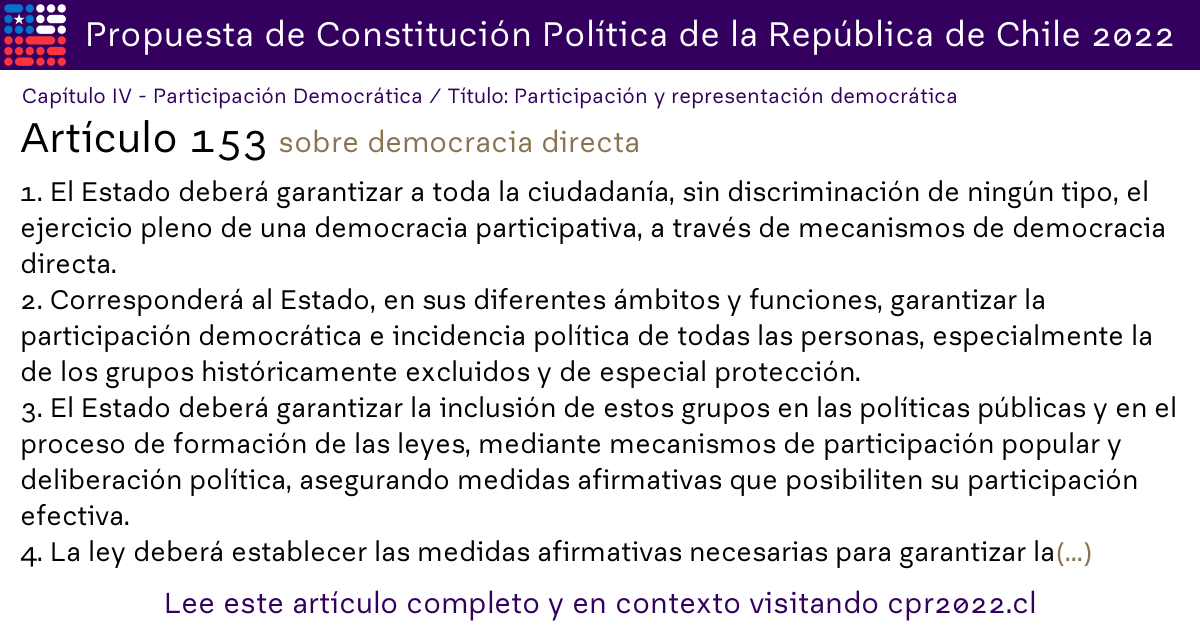 Propuesta de Constitución Política de la República de Chile 2022
Capítulo IV - Participación Democrática / Título: Participación y representación democrática
Artículo 153 sobre democracia directa
1. El Estado deberá garantizar a toda la ciudadanía, sin discriminación de ningún tipo, el
ejercicio pleno de una democracia participativa, a través de mecanismos de democracia
directa.
2. Corresponderá al Estado, en sus diferentes ámbitos y funciones, garantizar la
participación democrática e incidencia política de todas las personas, especialmente la
de los grupos históricamente excluidos y de especial protección.
3. El Estado deberá garantizar la inclusión de estos grupos en las políticas públicas y en el
proceso de formación de las leyes, mediante mecanismos de participación popular y
deliberación política, asegurando medidas afirmativas que posibiliten su participación
efectiva.
4. La ley deberá establecer las medidas afirmativas necesarias para garantizar la(...)
Lee este artículo completo y en contexto visitando cpr2022.cl